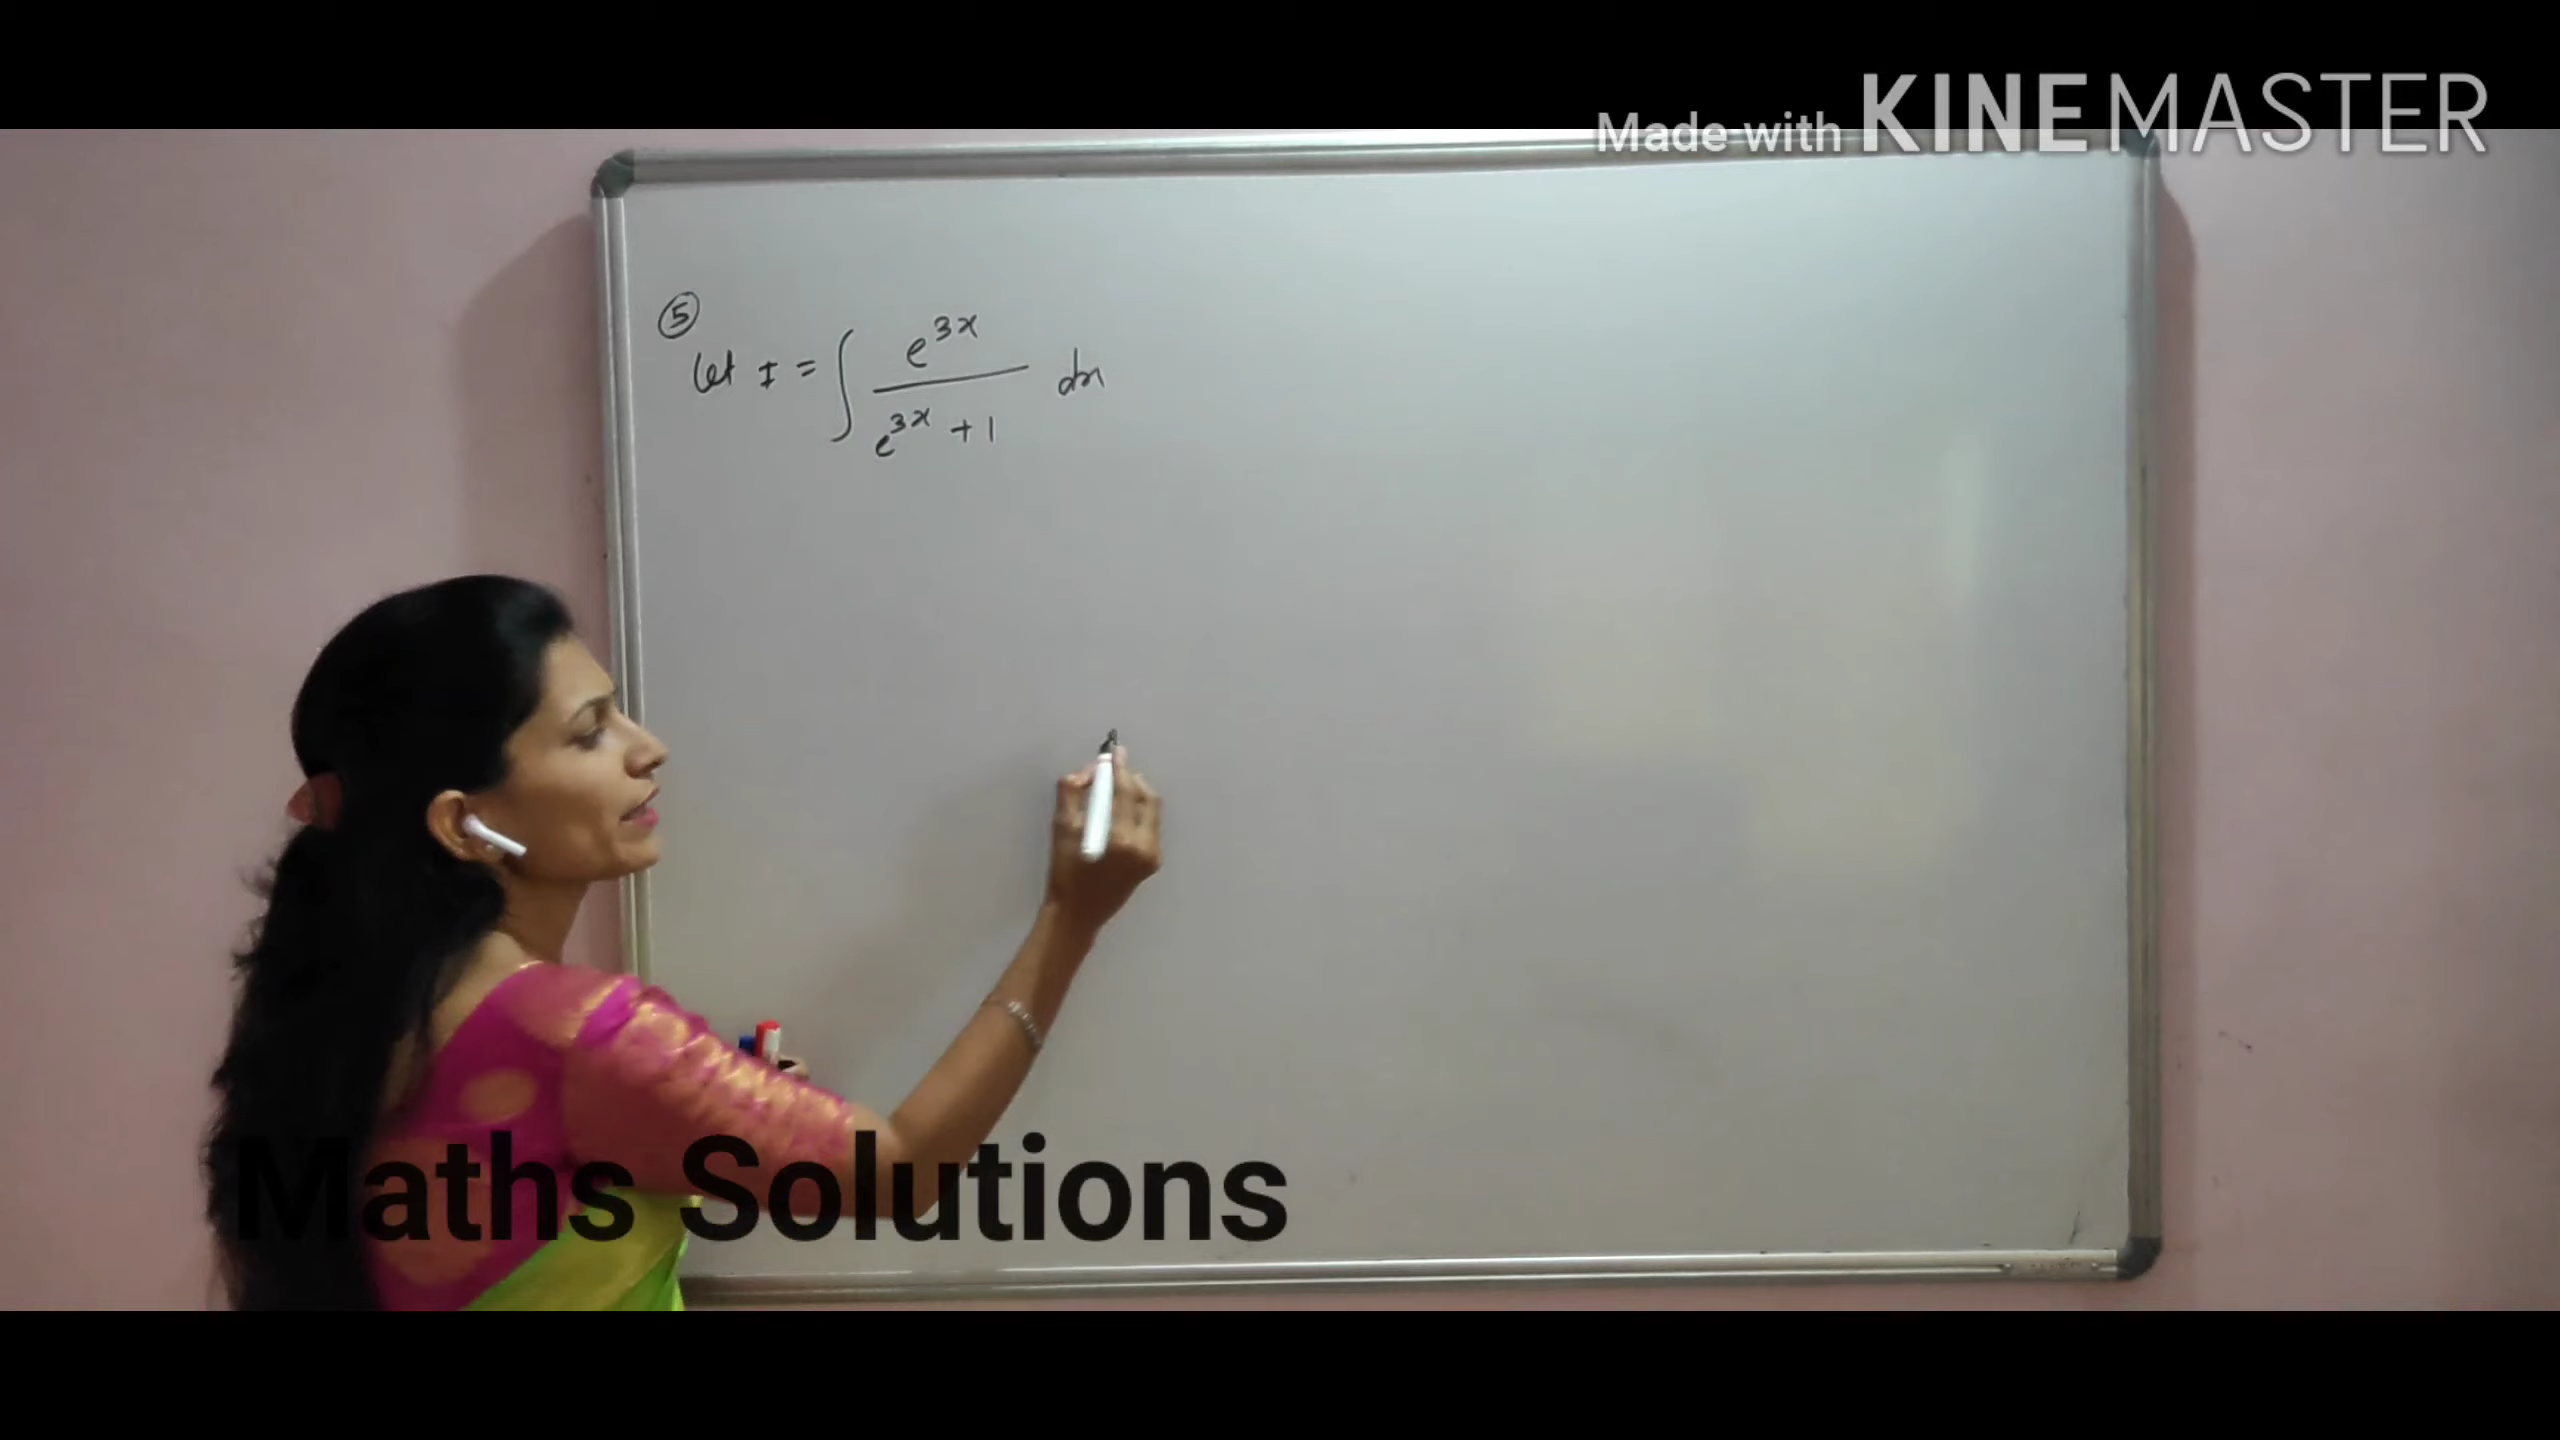 Made with KINEMASTER
⑤
Let I = ∫ e^{3x} / (e^{3x} + 1) dx
Maths Solutions